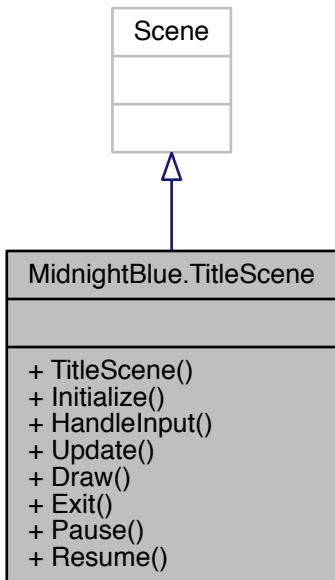 Scene
MidnightBlue.TitleScene
+ TitleScene()
+ Initialize()
+ HandleInput()
+ Update()
+ Draw()
+ Exit()
+ Pause()
+ Resume()